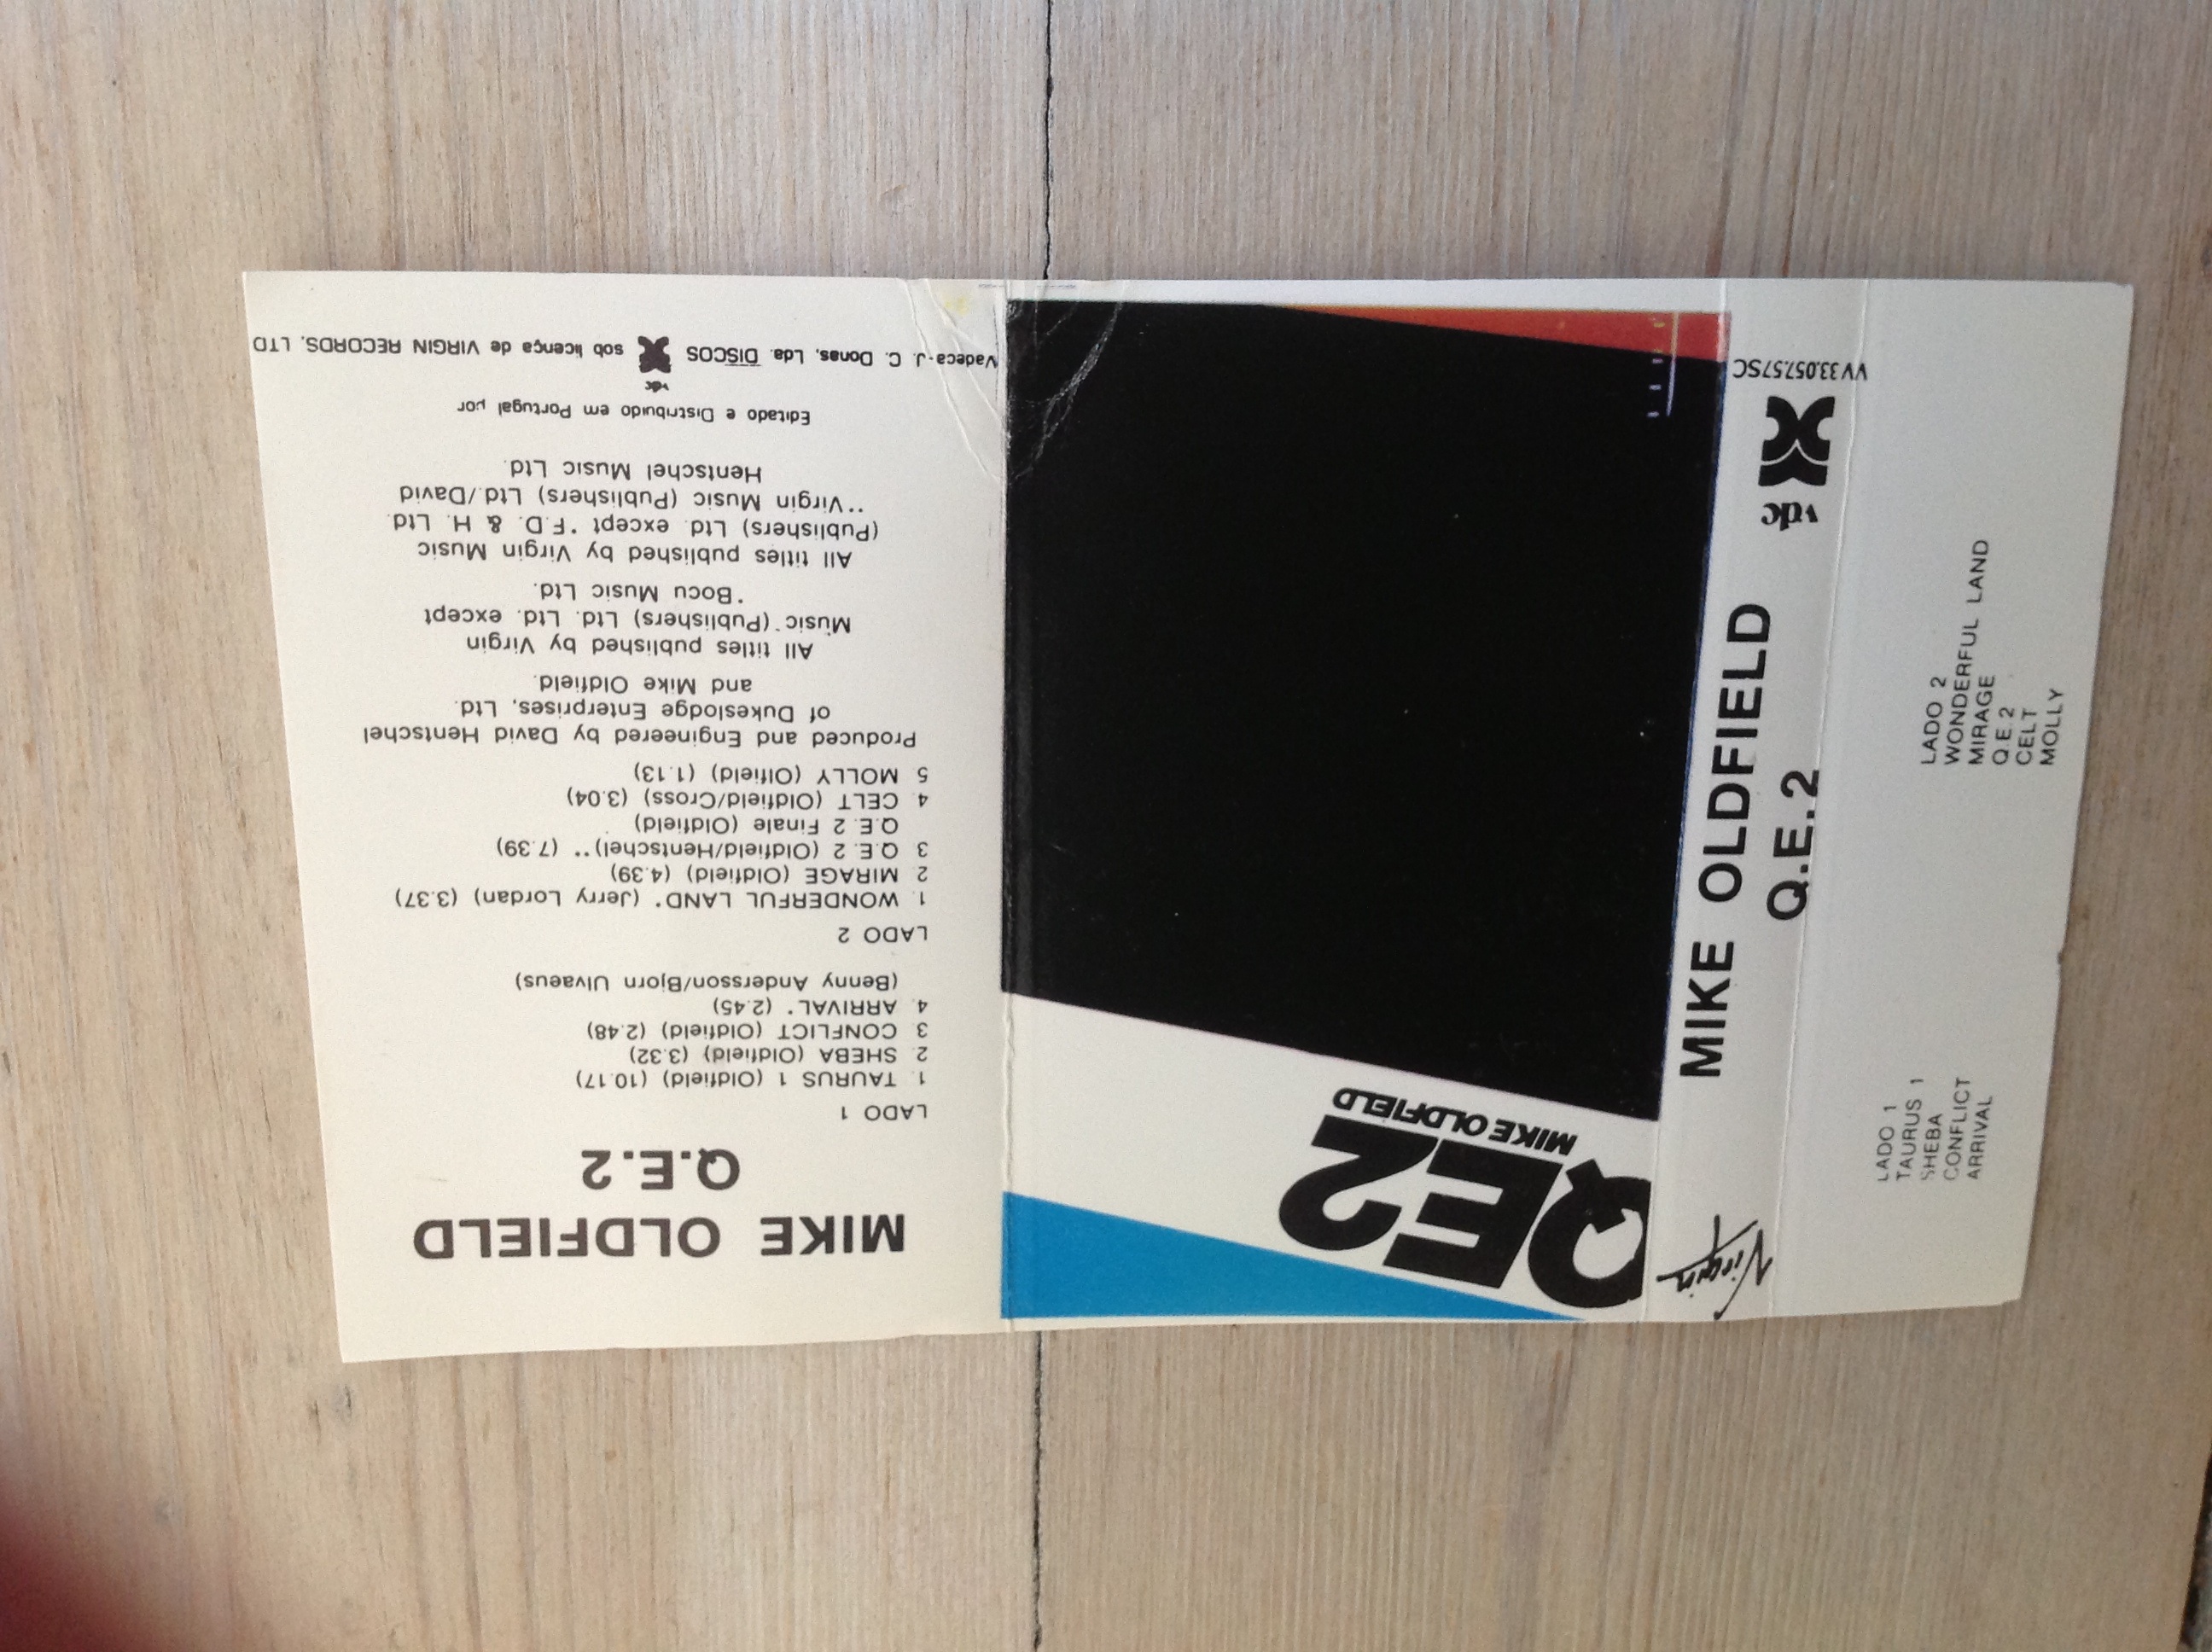 MIKE OLDFIELD
Q.E.2
LADO 1
1. TAURUS 1 (Oldfield) (10.17)
2. SHEBA (Oldfield) (3.32)
3. CONFLICT (Oldfield) (2.48)
4. ARRIVAL* (2.45)
(Benny Andersson/Bjorn Ulvaeus)
LADO 2
1. WONDERFUL LAND* (Jerry Lordan) (3.37)
2. MIRAGE (Oldfield) (4.39)
3. Q.E.2 (Oldfield/Hentschel)** (7.39)
Q.E.2 Finale (Oldfield)
4. CELT (Oldfield/Cross) (3.04)
5. MOLLY (Olfield) (1.13)
Produced and Engineered by David Hentschel
of Dukeslodge Enterprises, Ltd.
and Mike Oldfield.
All titles published by Virgin
Music (Publishers) Ltd. Ltd. except
*Bocu Music Ltd.
All titles published by Virgin Music
(Publishers) Ltd. except *F.D. & H. Ltd.
**Virgin Music (Publishers) Ltd./David
Hentschel Music Ltd.
Editado e Distribuido em Portugal por
vdc
Vadeca-J. C. Donas, Lda. DISCOS sob licença de VIRGIN RECORDS, LTD
QE2
MIKE OLDFIELD
Virgin
MIKE OLDFIELD
Q.E.2
vdc
VV33.057.57SC
LADO 1
TAURUS 1
SHEBA
CONFLICT
ARRIVAL
LADO 2
WONDERFUL LAND
MIRAGE
Q.E.2
CELT
MOLLY